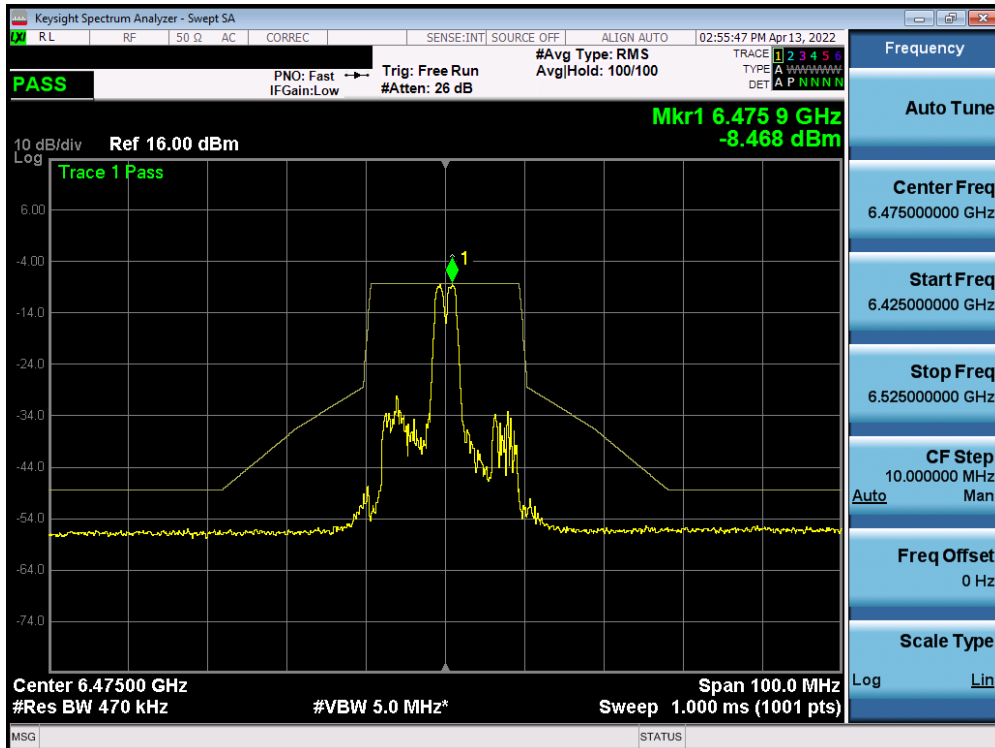 Keysight Spectrum Analyzer - Swept SA
LXI RL RF 50 Ω AC CORREC SENSE:INT SOURCE OFF ALIGN AUTO 02:55:47 PM Apr 13, 2022
PASS
PNO: Fast
IFGain:Low
Trig: Free Run
#Atten: 26 dB
#Avg Type: RMS
Avg|Hold: 100/100
TRACE 1 2 3 4 5 6
TYPE A WWWWW
DET A P N N N N
Mkr1 6.475 9 GHz
-8.468 dBm
10 dB/div Ref 16.00 dBm
Log
Trace 1 Pass
1
6.00
-4.00
-14.0
-24.0
-34.0
-44.0
-54.0
-64.0
-74.0
Center 6.47500 GHz Span 100.0 MHz
#Res BW 470 kHz #VBW 5.0 MHz* Sweep 1.000 ms (1001 pts)
MSG STATUS
Frequency
Auto Tune
Center Freq
6.475000000 GHz
Start Freq
6.425000000 GHz
Stop Freq
6.525000000 GHz
CF Step
10.000000 MHz
Auto Man
Freq Offset
0 Hz
Scale Type
Log Lin